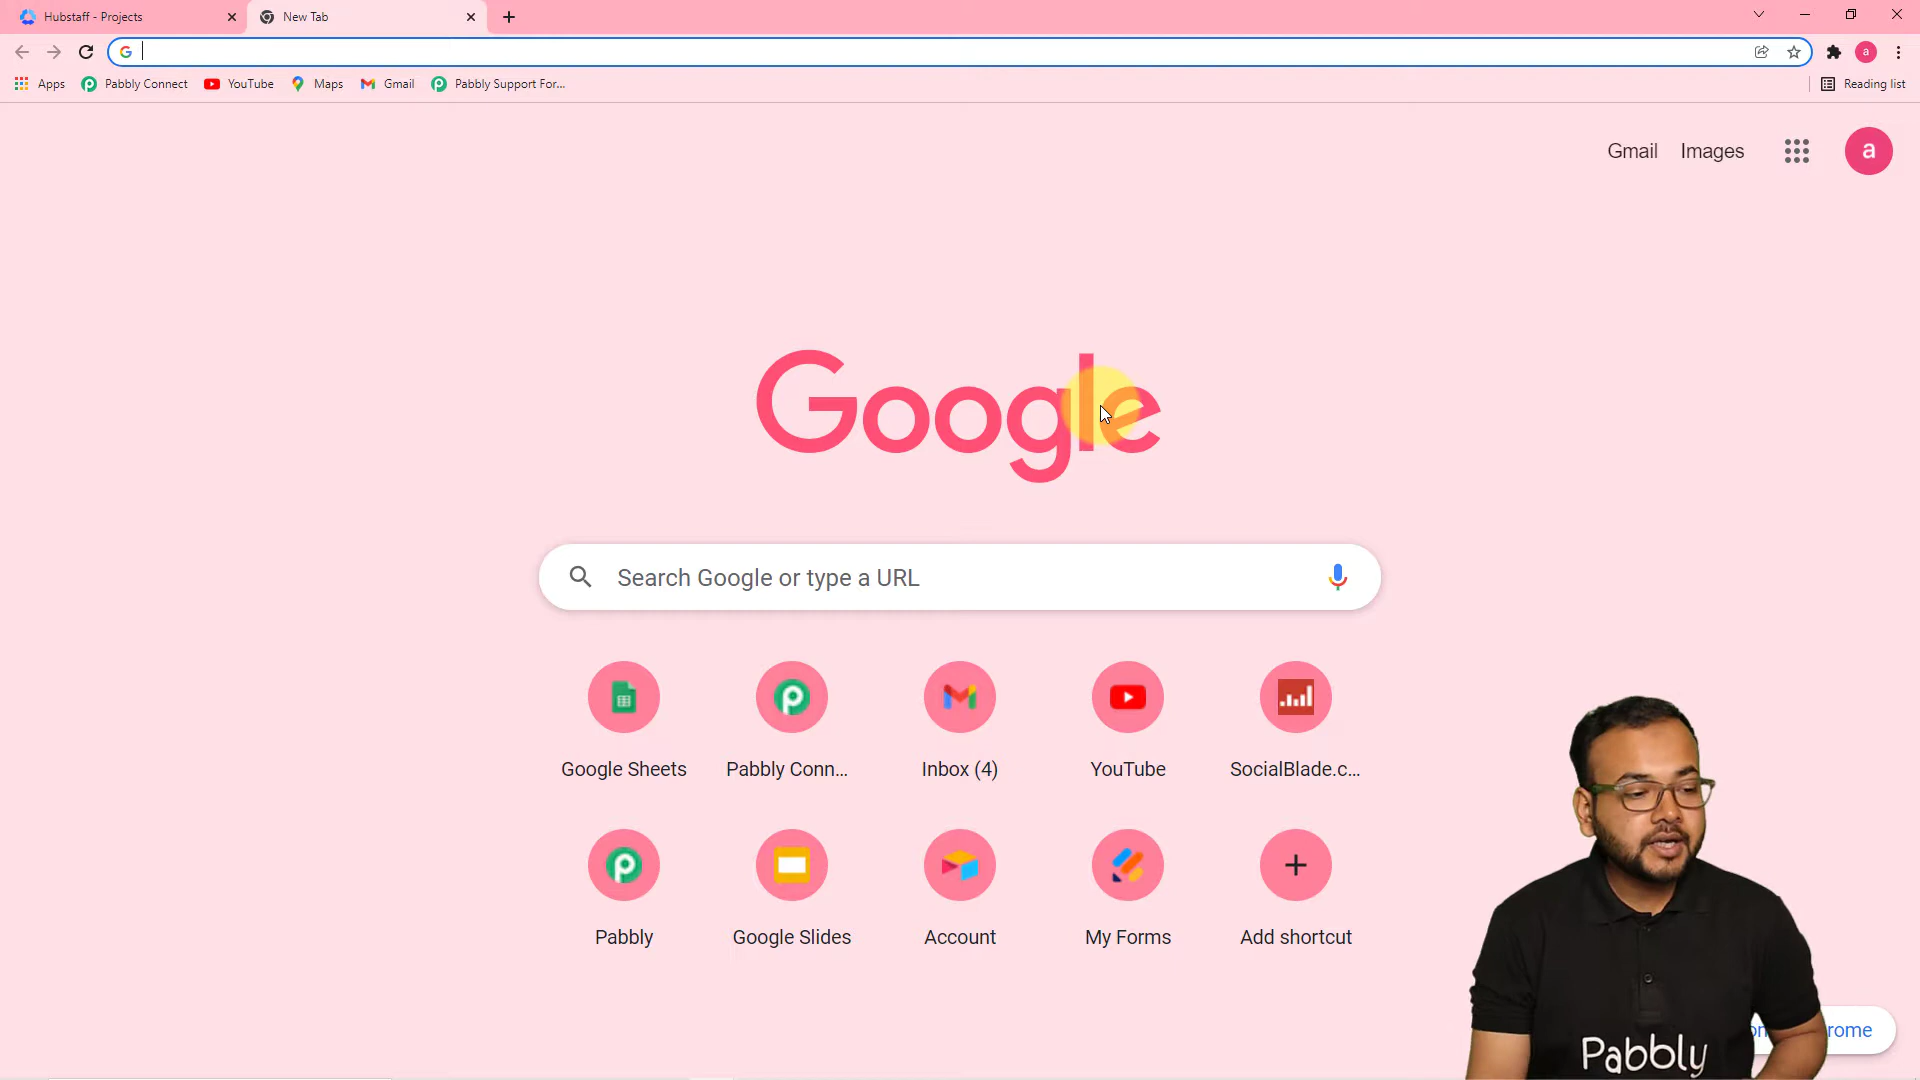 Hubstaff - Projects
New Tab
Apps
Pabbly Connect
YouTube
Maps
Gmail
Pabbly Support For...
Reading list
a
Gmail Images
a
Google
Search Google or type a URL
Google Sheets
Pabbly Conn...
Inbox (4)
YouTube
SocialBlade.c...
Pabbly
Google Slides
Account
My Forms
Add shortcut
Pabbly